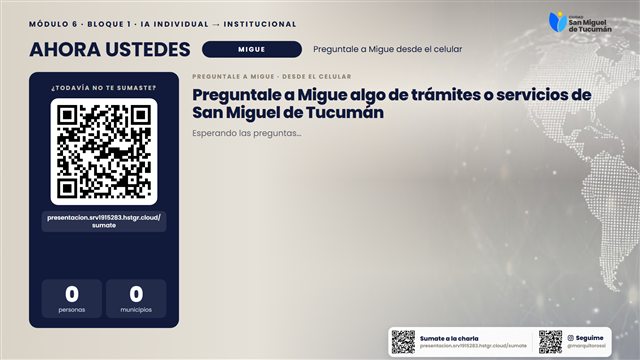 MÓDULO 6 • BLOQUE 1 • IA INDIVIDUAL → INSTITUCIONAL
CIUDAD
San Miguel
de Tucumán
AHORA USTEDES
MIGUE
Preguntale a Migue desde el celular
¿TODAVÍA NO TE SUMASTE?
presentacion.srv1915283.hstgr.cloud/
sumate
0
personas
0
municipios
PREGUNTALE A MIGUE · DESDE EL CELULAR
Preguntale a Migue algo de trámites o servicios de
San Miguel de Tucumán
Esperando las preguntas…
Sumate a la charla
presentacion.srv1915283.hstgr.cloud/sumate
Seguime
@marquitorossi